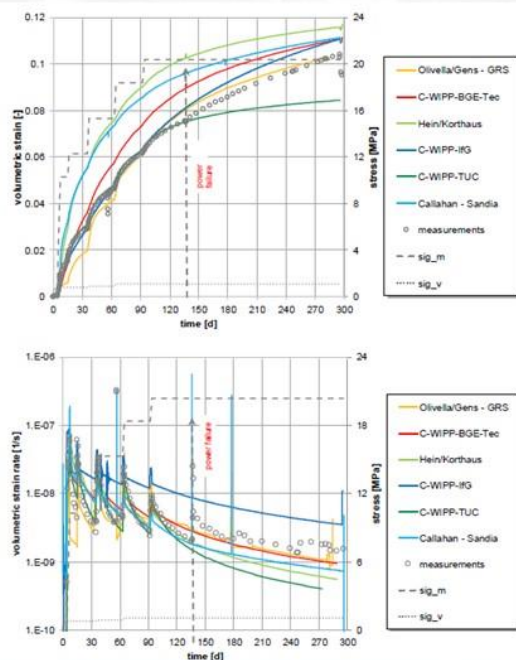 0.12
0.1
0.08
0.06
0.04
0.02
0
volumetric strain [-]
24
20
16
12
8
4
0
stress [MPa]
power
failure
0 30 60 90 120 150 180 210 240 270 300
time [d]
Olivella/Gens - GRS
C-WIPP-BGE-Tec
Hein/Korthaus
C-WIPP-IfG
C-WIPP-TUC
Callahan - Sandia
measurements
sig_m
sig_v
1.E-06
1.E-07
1.E-08
1.E-09
1.E-10
volumetric strain rate [1/s]
24
20
16
12
8
4
0
stress [MPa]
power failure
0 30 60 90 120 150 180 210 240 270 300
time [d]
Olivella/Gens - GRS
C-WIPP-BGE-Tec
Hein/Korthaus
C-WIPP-IfG
C-WIPP-TUC
Callahan - Sandia
measurements
sig_m
sig_v